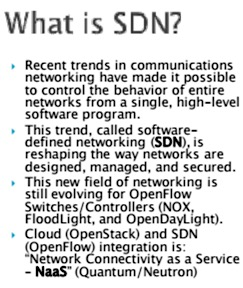 What is SDN?
Recent trends in communications
networking have made it possible
to control the behavior of entire
networks from a single, high-level
software program.
This trend, called software-
defined networking (SDN), is
reshaping the way networks are
designed, managed, and secured.
This new field of networking is
still evolving for OpenFlow
Switches/Controllers (NOX,
FloodLight, and OpenDayLight).
Cloud (OpenStack) and SDN
(OpenFlow) integration is:
"Network Connectivity as a Service
- NaaS" (Quantum/Neutron)